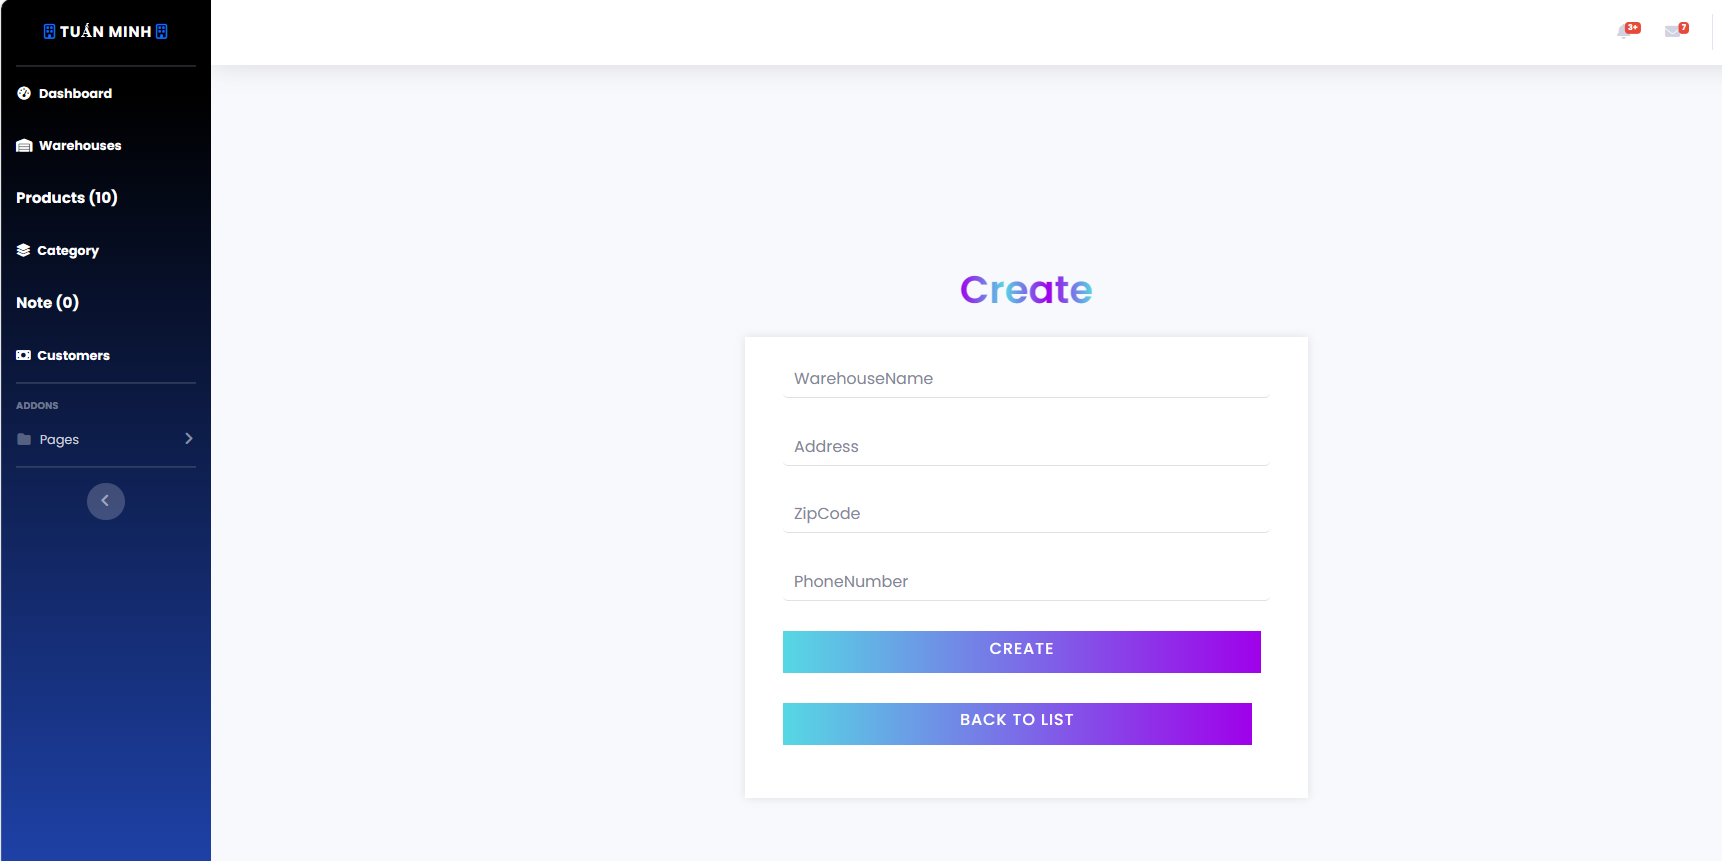 TUẤN MINH
3+
7
Dashboard
Warehouses
Products (10)
Category
Note (0)
Customers
ADDONS
Pages
Create
WarehouseName
Address
ZipCode
PhoneNumber
CREATE
BACK TO LIST